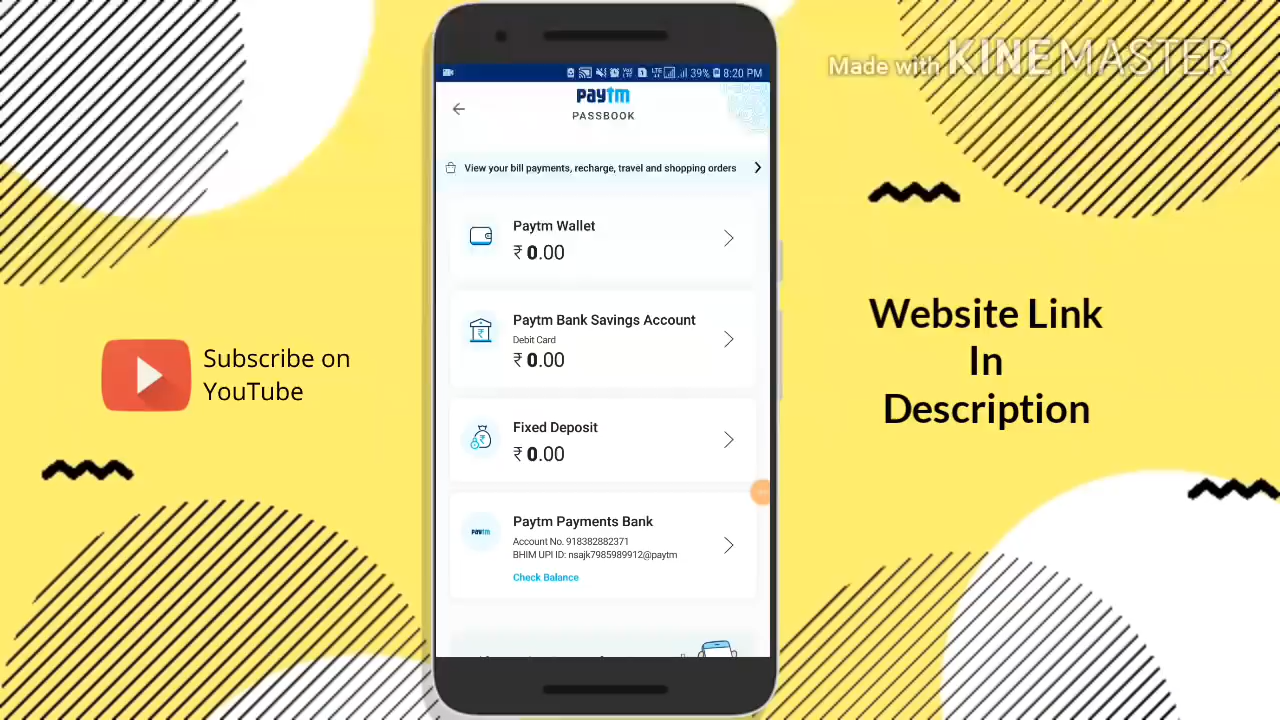 Made with KINEMASTER
LTE 39% 8:20 PM
paytm
PASSBOOK
View your bill payments, recharge, travel and shopping orders
Paytm Wallet
₹ 0.00
Paytm Bank Savings Account
Debit Card
₹ 0.00
Fixed Deposit
₹ 0.00
paytm
Paytm Payments Bank
Account No. 918382882371
BHIM UPI ID: nsajk7985989912@paytm
Check Balance
Subscribe on
YouTube
Website Link
In
Description